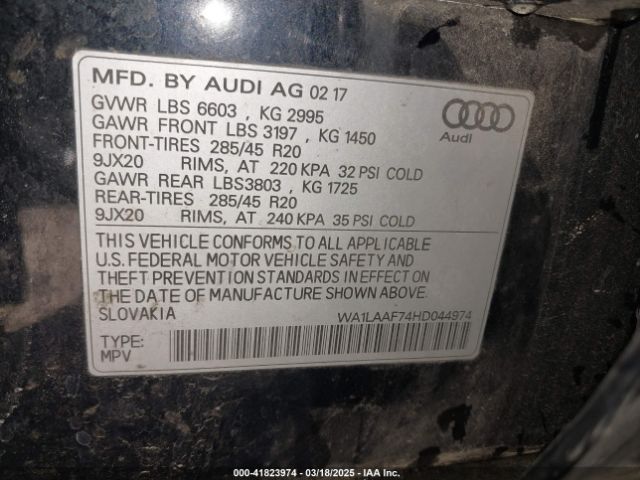 MFD. BY AUDI AG 02 17
GVWR LBS 6603 , KG 2995
GAWR FRONT LBS 3197 , KG 1450
FRONT-TIRES 285/45 R20
9JX20 RIMS, AT 220 KPA 32 PSI COLD
GAWR REAR LBS3803 , KG 1725
REAR-TIRES 285/45 R20
9JX20 RIMS, AT 240 KPA 35 PSI COLD
Audi
THIS VEHICLE CONFORMS TO ALL APPLICABLE
U.S. FEDERAL MOTOR VEHICLE SAFETY AND
THEFT PREVENTION STANDARDS IN EFFECT ON
THE DATE OF MANUFACTURE SHOWN ABOVE.
SLOVAKIA WA1LAAF74HD044974
TYPE:
MPV
000-41823974 — 03/18/2025 — IAA Inc.